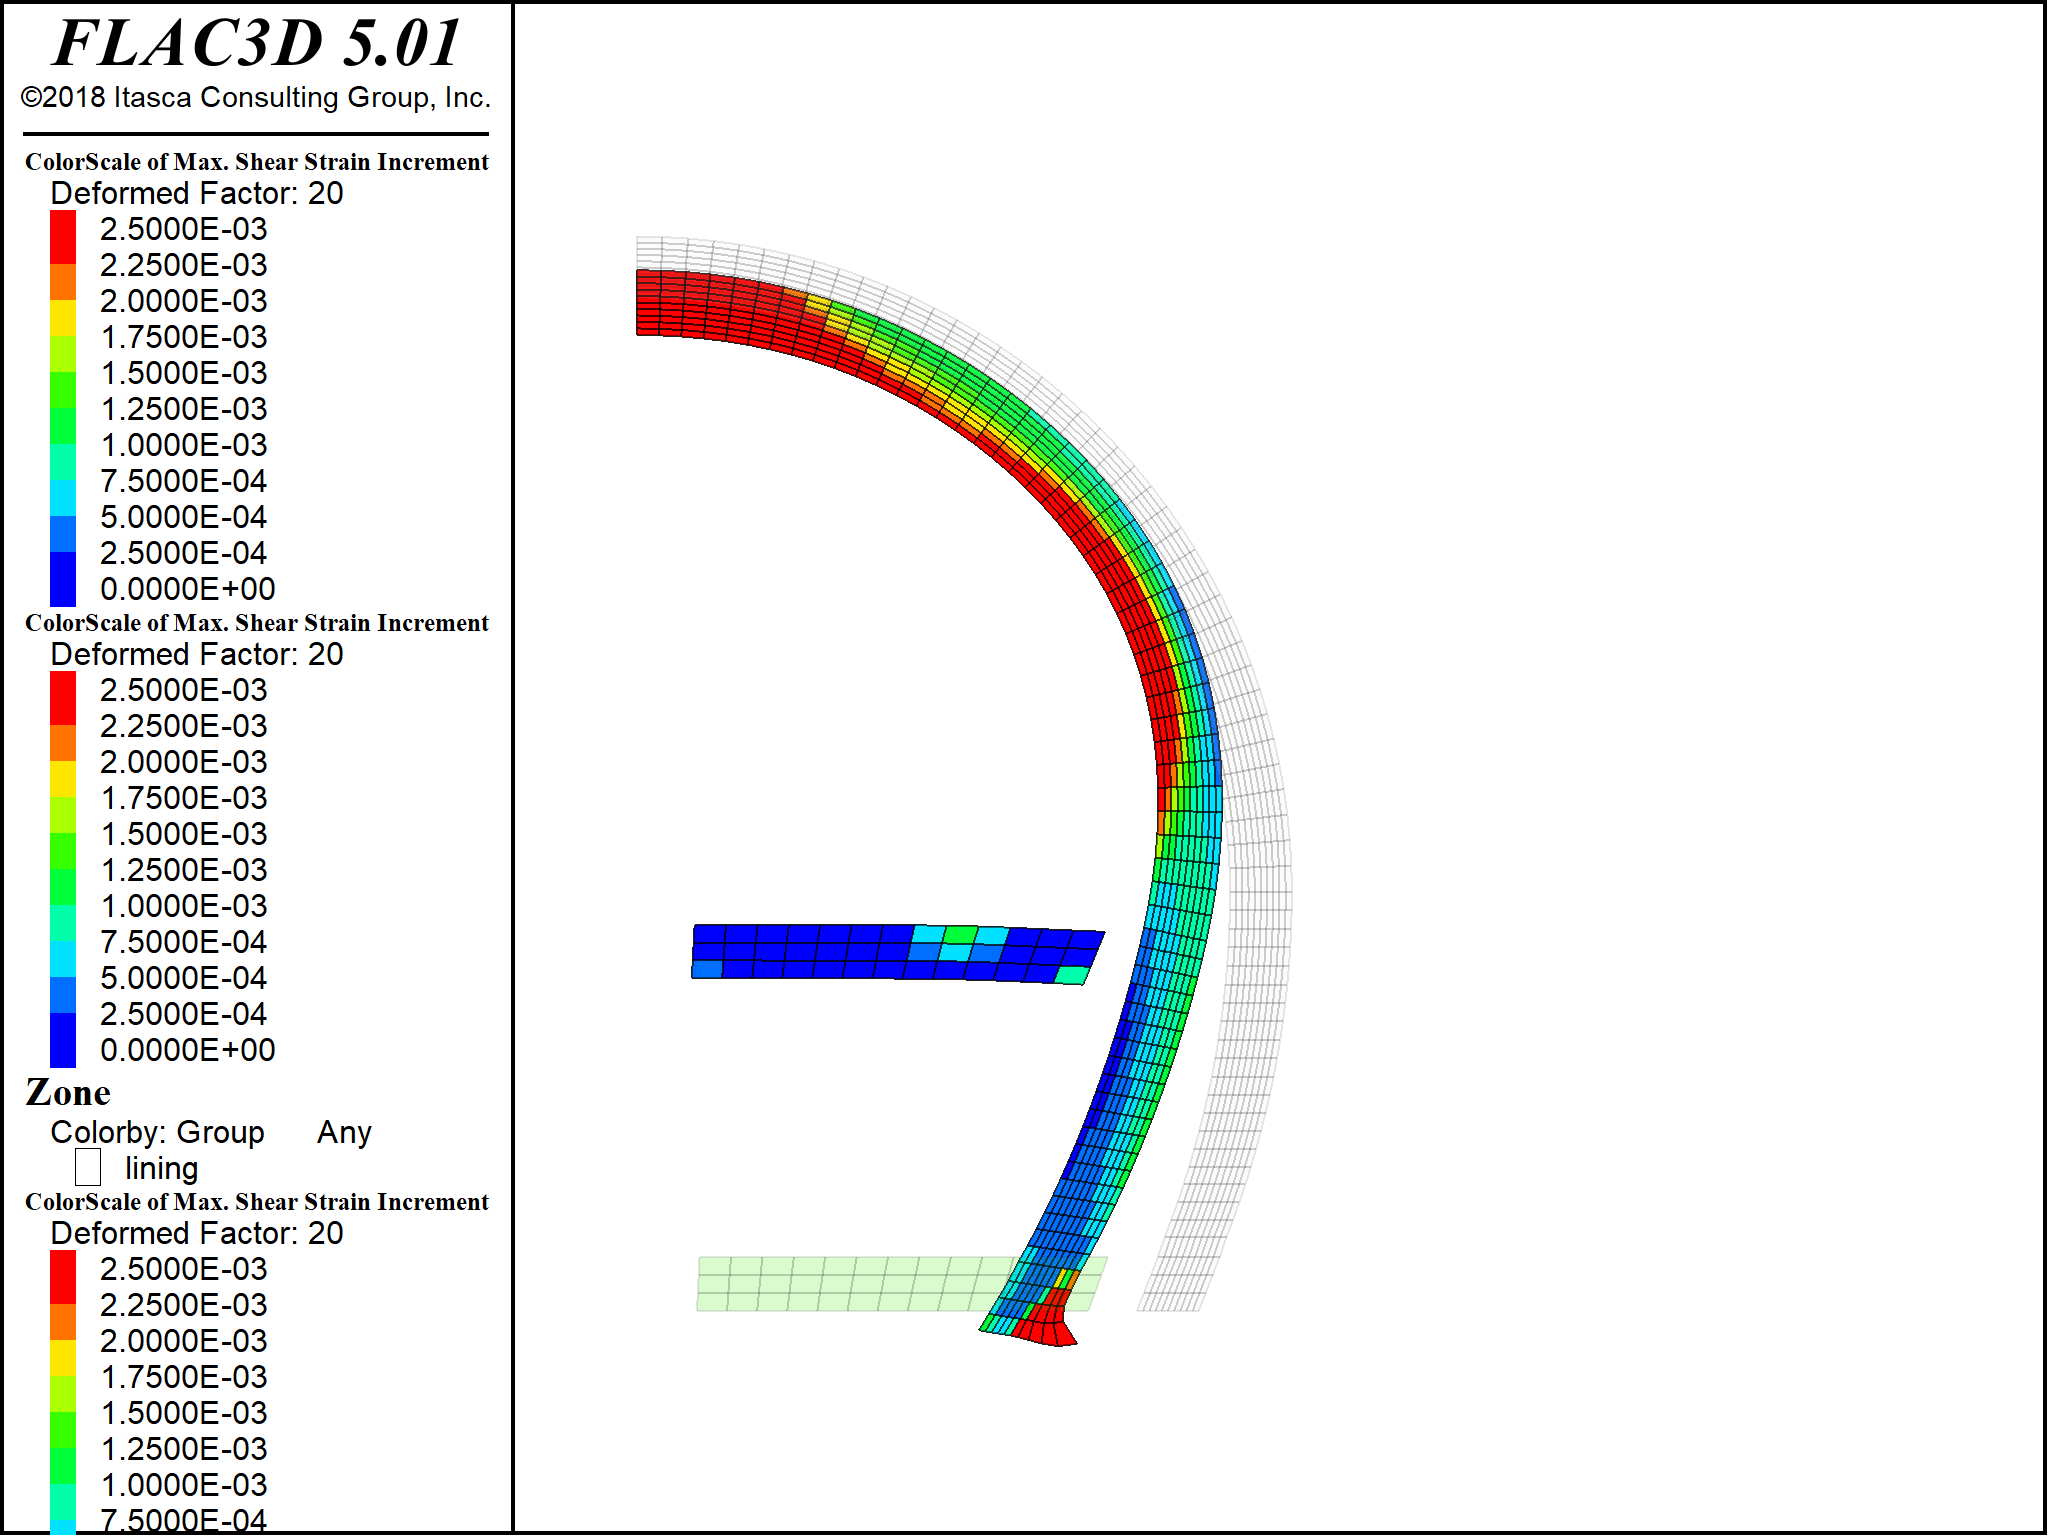 FLAC3D 5.01
©2018 Itasca Consulting Group, Inc.
ColorScale of Max. Shear Strain Increment
Deformed Factor: 20
2.5000E-03
2.2500E-03
2.0000E-03
1.7500E-03
1.5000E-03
1.2500E-03
1.0000E-03
7.5000E-04
5.0000E-04
2.5000E-04
0.0000E+00
ColorScale of Max. Shear Strain Increment
Deformed Factor: 20
2.5000E-03
2.2500E-03
2.0000E-03
1.7500E-03
1.5000E-03
1.2500E-03
1.0000E-03
7.5000E-04
5.0000E-04
2.5000E-04
0.0000E+00
Zone
Colorby: Group Any
lining
ColorScale of Max. Shear Strain Increment
Deformed Factor: 20
2.5000E-03
2.2500E-03
2.0000E-03
1.7500E-03
1.5000E-03
1.2500E-03
1.0000E-03
7.5000E-04